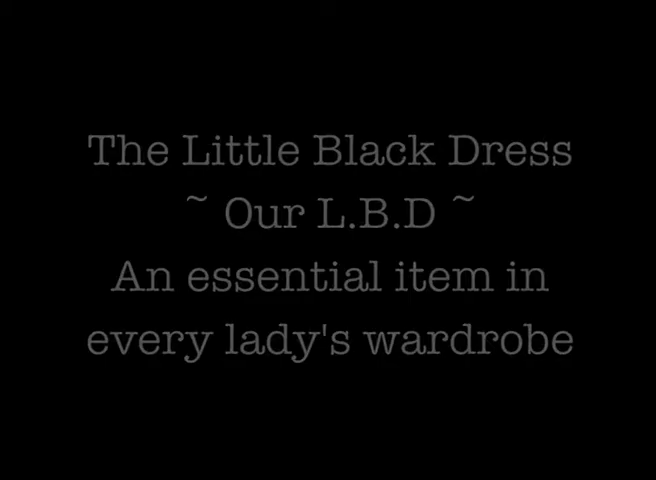 The Little Black Dress
~ Our L.B.D ~
An essential item in
every lady's wardrobe